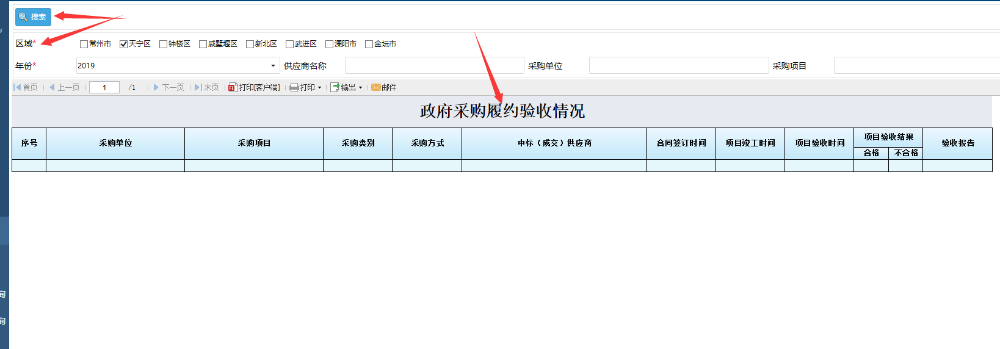 搜索
区域* 常州市 天宁区 钟楼区 戚墅堰区 新北区 武进区 溧阳市 金坛市
年份* 2019 供应商名称 采购单位 采购项目
首页 上一页 1 /1 下一页 末页 打印[客户端] 打印 输出 邮件
政府采购履约验收情况
序号 采购单位 采购项目 采购类别 采购方式 中标（成交）供应商 合同签订时间 项目竣工时间 项目验收时间 项目验收结果 验收报告
合格 不合格
询
询